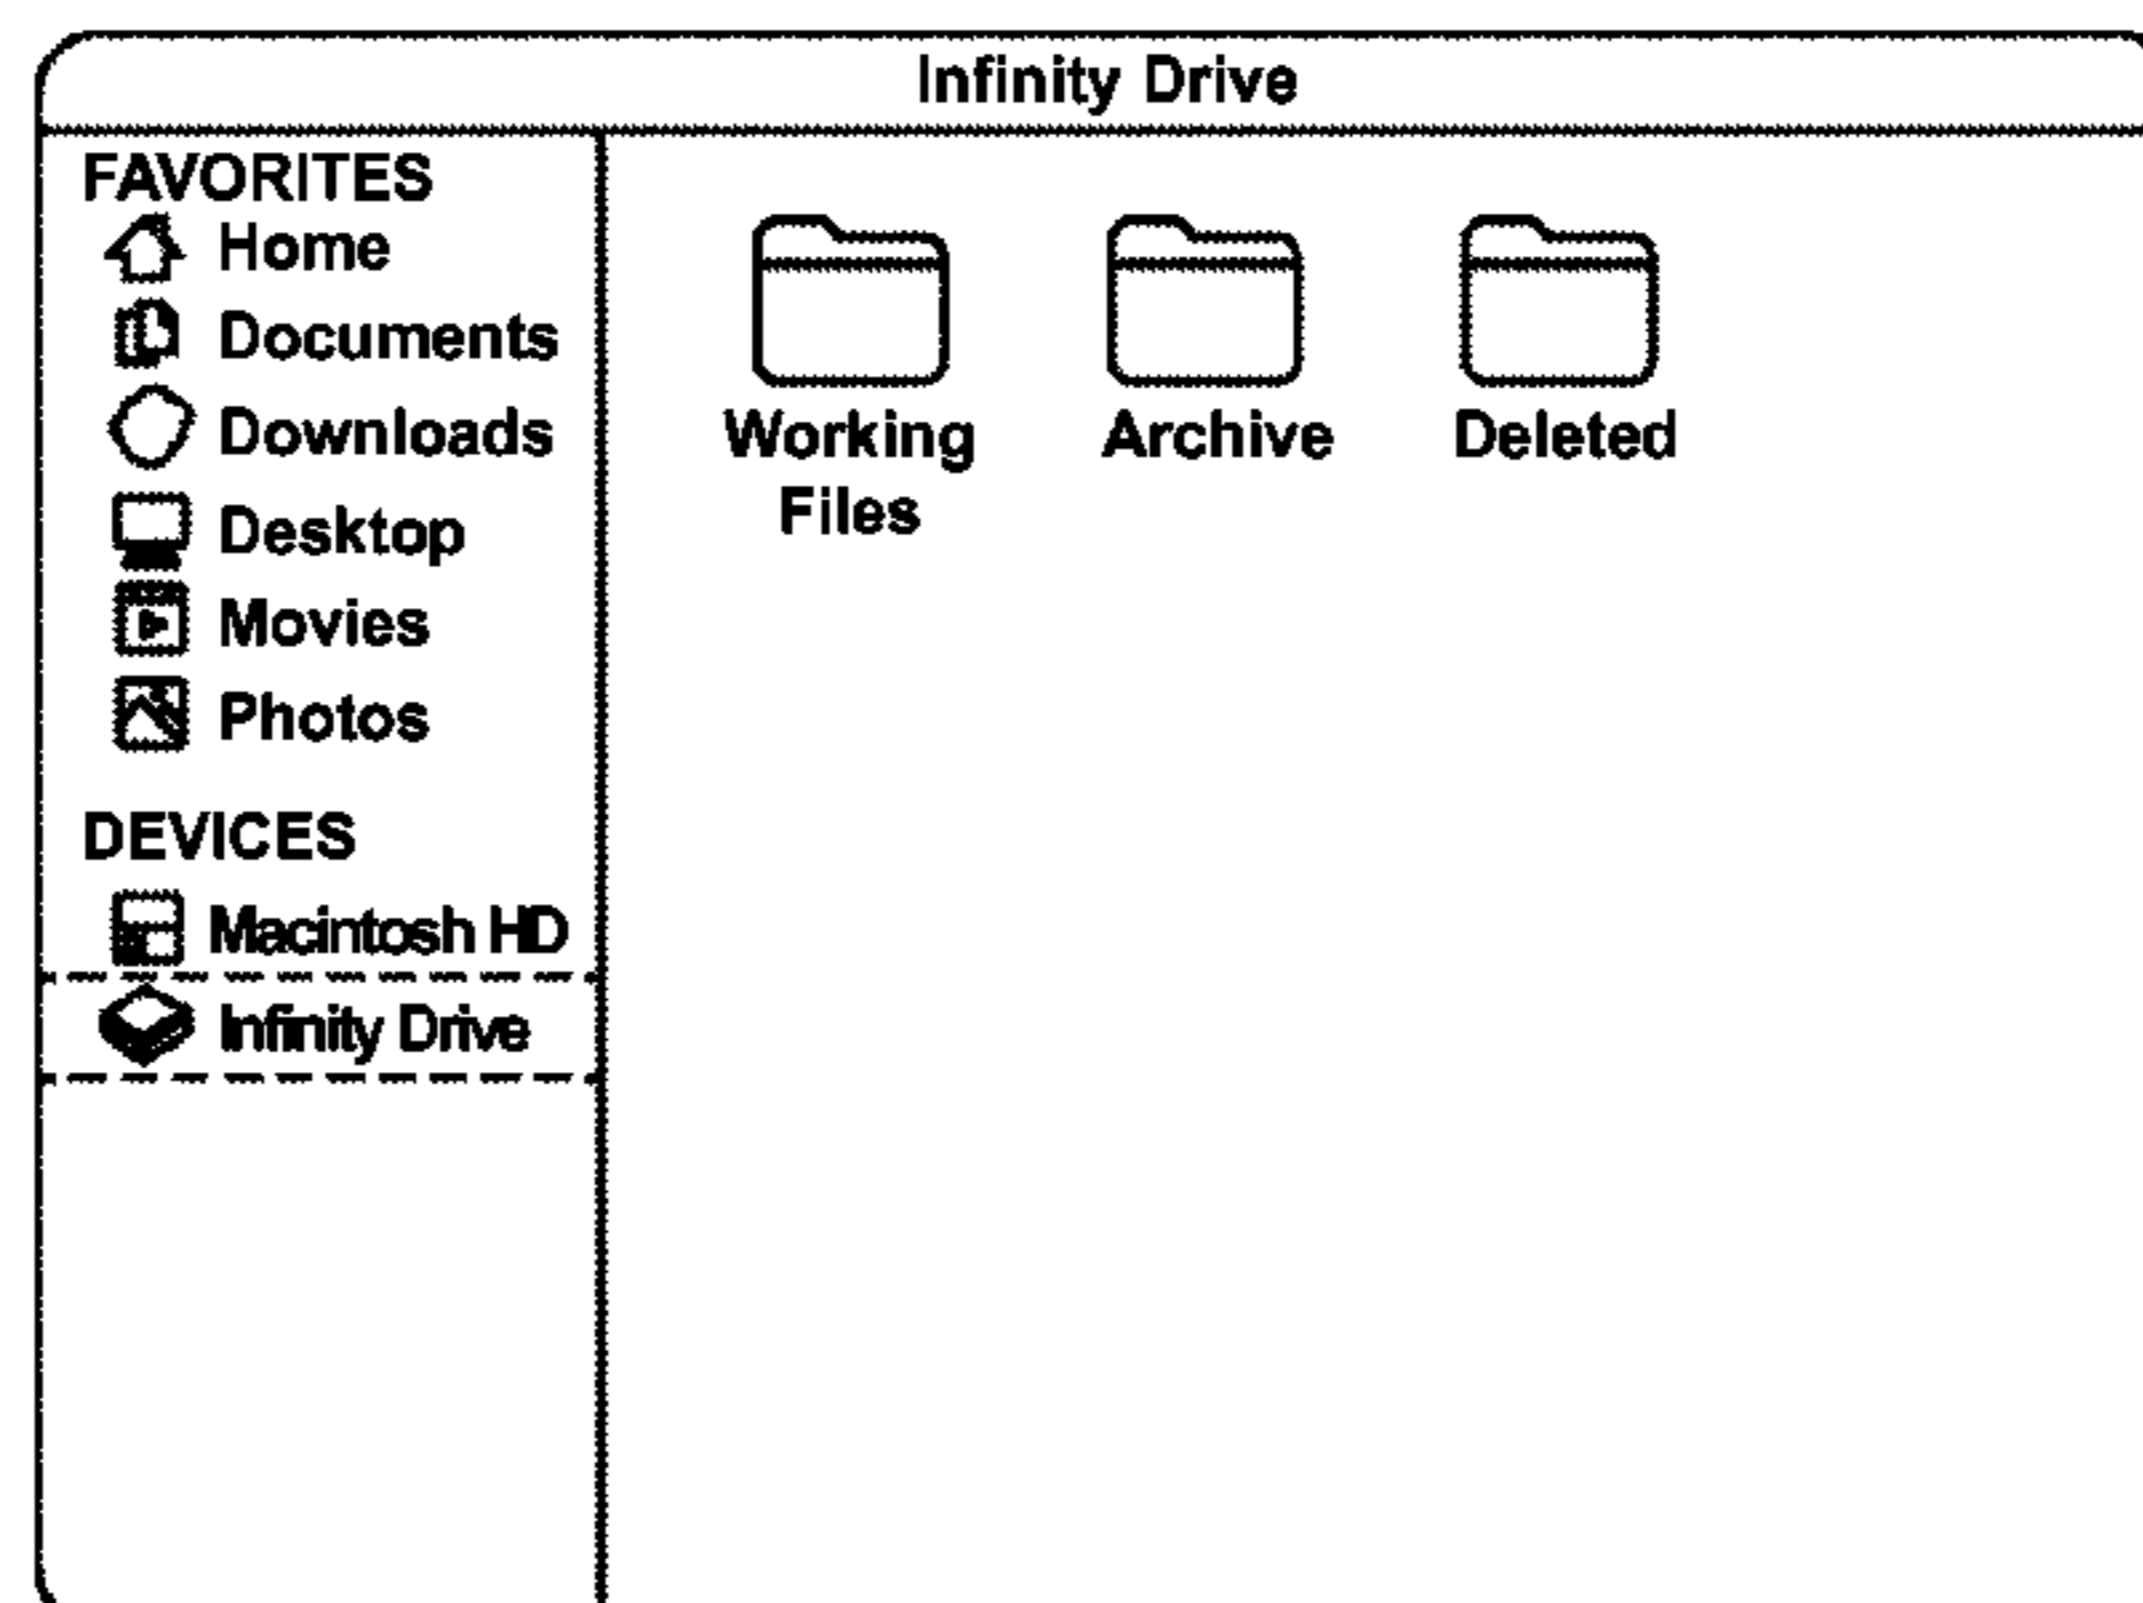 Infinity Drive
FAVORITES
Home
Documents
Downloads
Desktop
Movies
Photos
DEVICES
Macintosh HD
Infinity Drive
Working
Files
Archive
Deleted